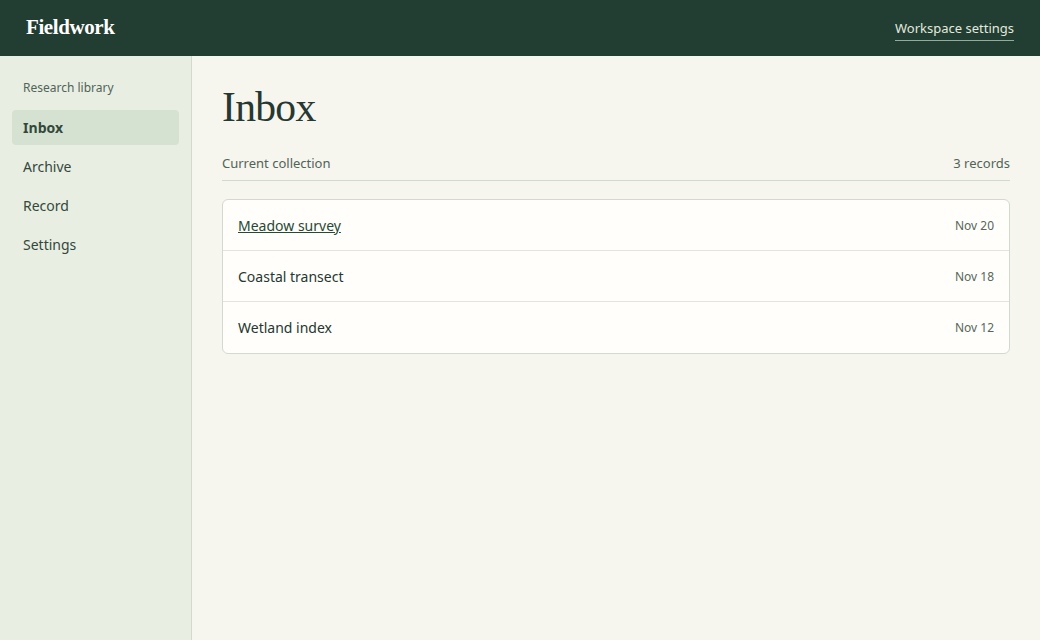 Fieldwork
Workspace settings
Research library
Inbox
Archive
Record
Settings
Inbox
Current collection
3 records
Meadow survey
Nov 20
Coastal transect
Nov 18
Wetland index
Nov 12